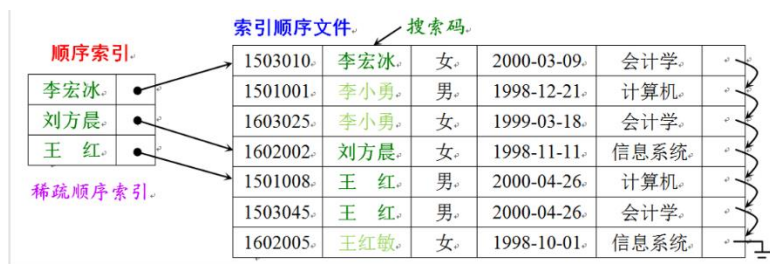 索引顺序文件 搜索码
顺序索引
1503010 李宏冰 女 2000-03-09 会计学
李宏冰
1501001 李小勇 男 1998-12-21 计算机
刘方晨
1603025 李小勇 女 1999-03-18 会计学
王 红
1602002 刘方晨 女 1998-11-11 信息系统
稀疏顺序索引
1501008 王 红 男 2000-04-26 计算机
1503045 王 红 男 2000-04-26 会计学
1602005 王红敏 女 1998-10-01 信息系统